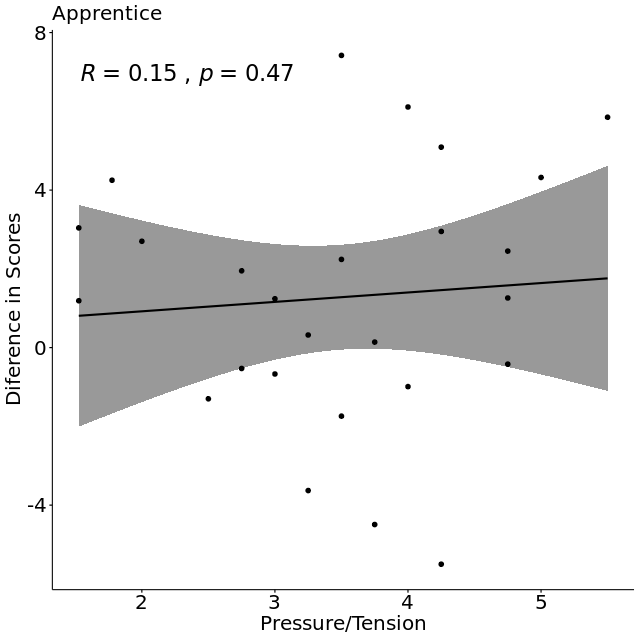 Apprentice
R = 0.15 , p = 0.47
8
4
0
-4
Diference in Scores
2 3 4 5
Pressure/Tension